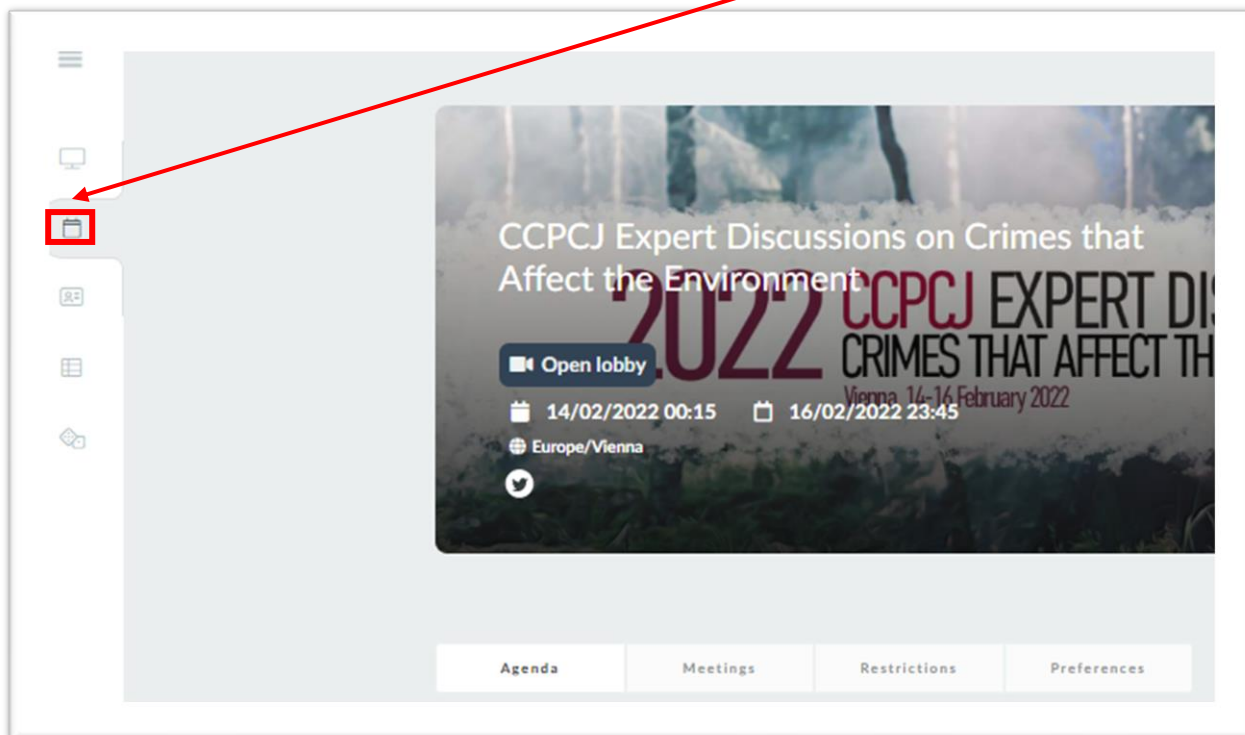 CCPCJ Expert Discussions on Crimes that
Affect the Environment
2022 CCPCJ EXPERT DI
CRIMES THAT AFFECT TH
Vienna, 14-16 February 2022
Open lobby
14/02/2022 00:15 16/02/2022 23:45
Europe/Vienna
Agenda Meetings Restrictions Preferences